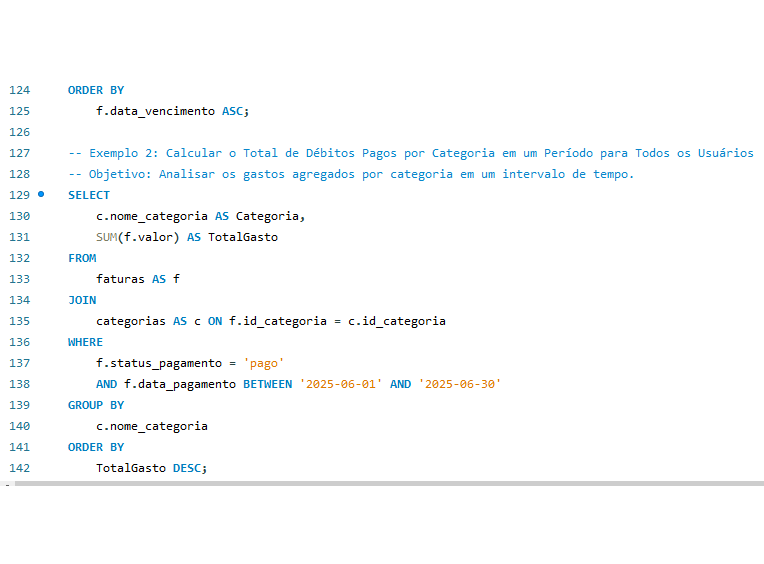 124 ORDER BY
125 f.data_vencimento ASC;
126
127 -- Exemplo 2: Calcular o Total de Débitos Pagos por Categoria em um Período para Todos os Usuários
128 -- Objetivo: Analisar os gastos agregados por categoria em um intervalo de tempo.
129 SELECT
130 c.nome_categoria AS Categoria,
131 SUM(f.valor) AS TotalGasto
132 FROM
133 faturas AS f
134 JOIN
135 categorias AS c ON f.id_categoria = c.id_categoria
136 WHERE
137 f.status_pagamento = 'pago'
138 AND f.data_pagamento BETWEEN '2025-06-01' AND '2025-06-30'
139 GROUP BY
140 c.nome_categoria
141 ORDER BY
142 TotalGasto DESC;